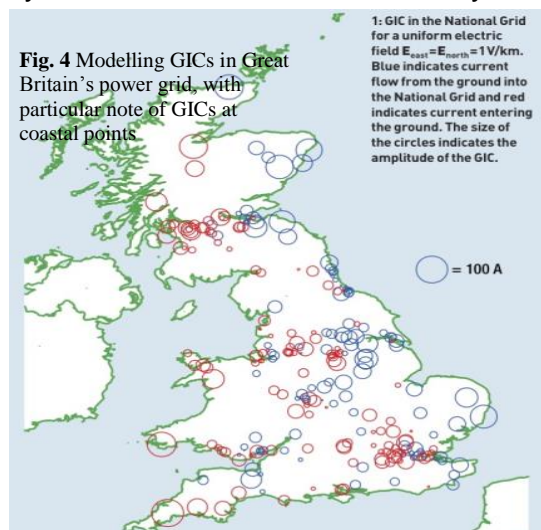 Fig. 4 Modelling GICs in Great
Britain's power grid, with
particular note of GICs at
coastal points
1: GIC in the National Grid
for a uniform electric
field Eeast=Enorth=1V/km.
Blue indicates current
flow from the ground into
the National Grid and red
indicates current entering
the ground. The size of
the circles indicates the
amplitude of the GIC.
= 100 A